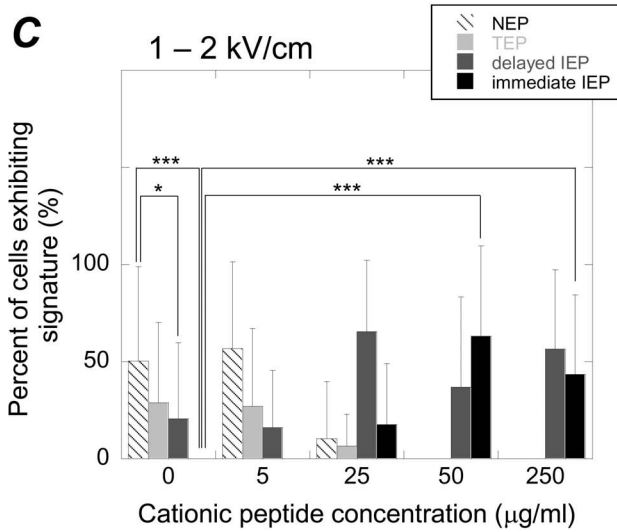 C
1 – 2 kV/cm
NEP
TEP
delayed IEP
immediate IEP
Percent of cells exhibiting
signature (%)
100
50
0
***
*
***
***
0 5 25 50 250
Cationic peptide concentration (μg/ml)